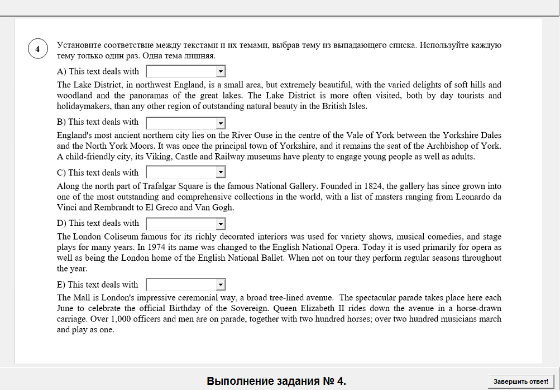 4
Установите соответствие между текстами и их темами, выбрав тему из выпадающего списка. Используйте каждую
тему только один раз. Одна тема лишняя.
A) This text deals with
The Lake District, in northwest England, is a small area, but extremely beautiful, with the varied delights of soft hills and
woodland and the panoramas of the great lakes. The Lake District is more often visited, both by day tourists and
holidaymakers, than any other region of outstanding natural beauty in the British Isles.
B) This text deals with
England's most ancient northern city lies on the River Ouse in the centre of the Vale of York between the Yorkshire Dales
and the North York Moors. It was once the principal town of Yorkshire, and it remains the seat of the Archbishop of York.
A child-friendly city, its Viking, Castle and Railway museums have plenty to engage young people as well as adults.
C) This text deals with
Along the north part of Trafalgar Square is the famous National Gallery. Founded in 1824, the gallery has since grown into
one of the most outstanding and comprehensive collections in the world, with a list of masters ranging from Leonardo da
Vinci and Rembrandt to El Greco and Van Gogh.
D) This text deals with
The London Coliseum famous for its richly decorated interiors was used for variety shows, musical comedies, and stage
plays for many years. In 1974 its name was changed to the English National Opera. Today it is used primarily for opera as
well as being the London home of the English National Ballet. When not on tour they perform regular seasons throughout
the year.
E) This text deals with
The Mall is London's impressive ceremonial way, a broad tree-lined avenue. The spectacular parade takes place here each
June to celebrate the official Birthday of the Sovereign. Queen Elizabeth II rides down the avenue in a horse-drawn
carriage. Over 1,000 officers and men are on parade, together with two hundred horses; over two hundred musicians march
and play as one.
Выполнение задания № 4.
Завершить ответ!